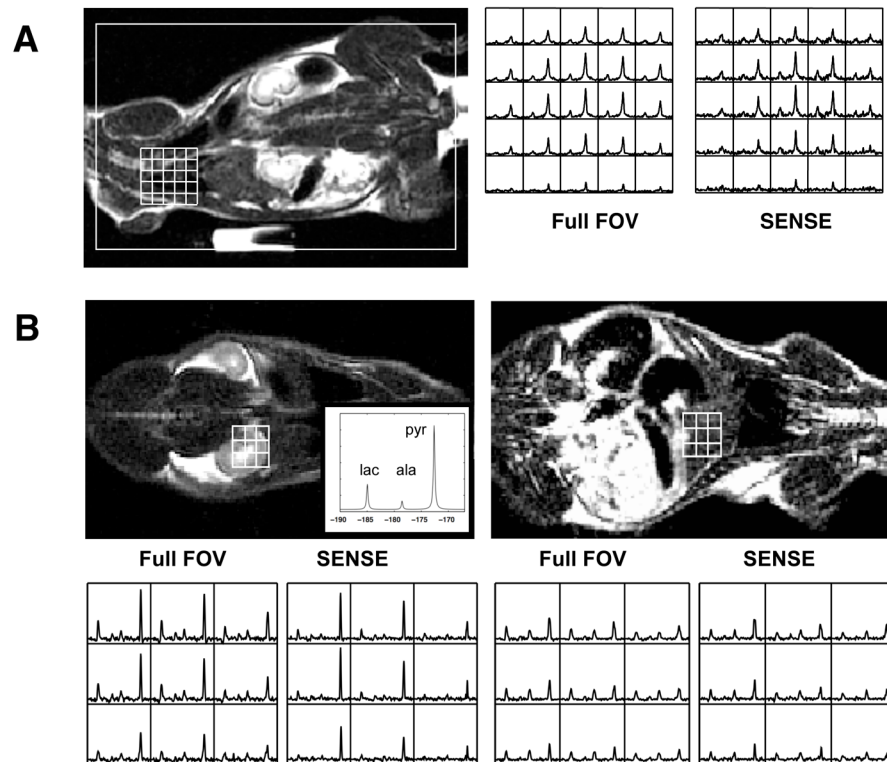 A
Full FOV
SENSE
B
pyr
lac
ala
−190
−185
−180
−175
−170
Full FOV
SENSE
Full FOV
SENSE